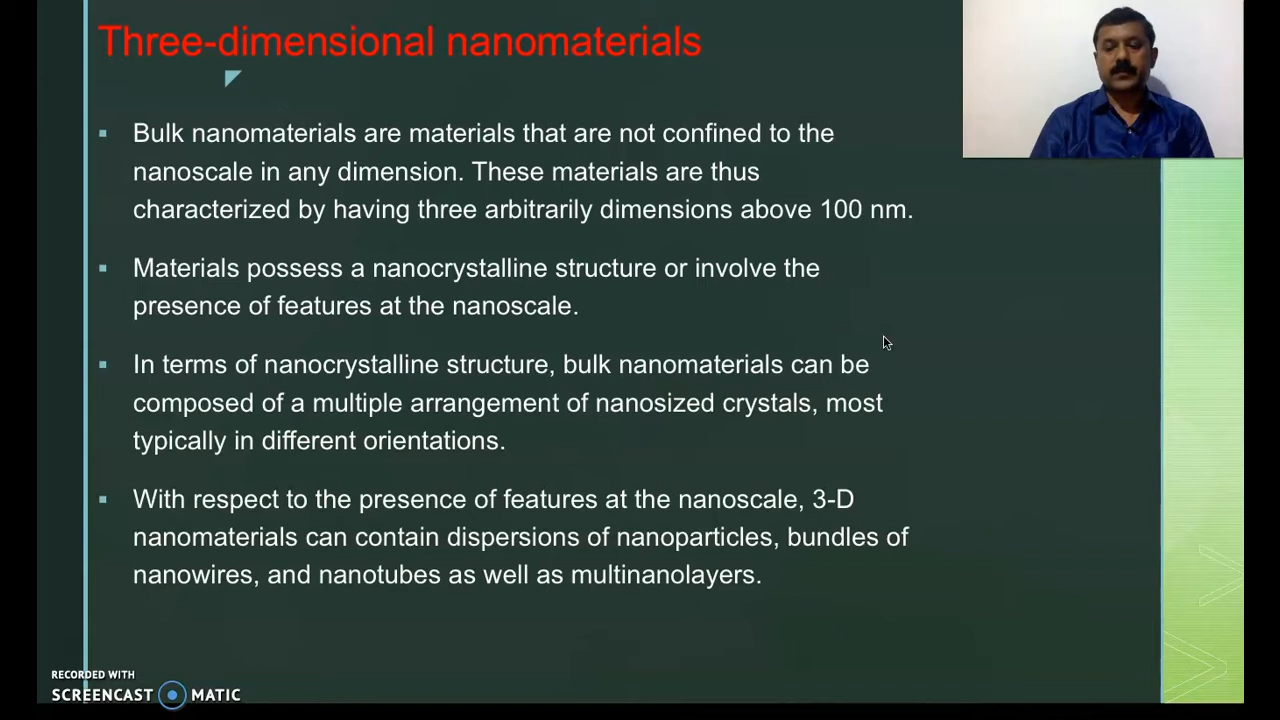 Three-dimensional nanomaterials
▪ Bulk nanomaterials are materials that are not confined to the
nanoscale in any dimension. These materials are thus
characterized by having three arbitrarily dimensions above 100 nm.
▪ Materials possess a nanocrystalline structure or involve the
presence of features at the nanoscale.
▪ In terms of nanocrystalline structure, bulk nanomaterials can be
composed of a multiple arrangement of nanosized crystals, most
typically in different orientations.
▪ With respect to the presence of features at the nanoscale, 3-D
nanomaterials can contain dispersions of nanoparticles, bundles of
nanowires, and nanotubes as well as multinanolayers.
RECORDED WITH
SCREENCAST MATIC